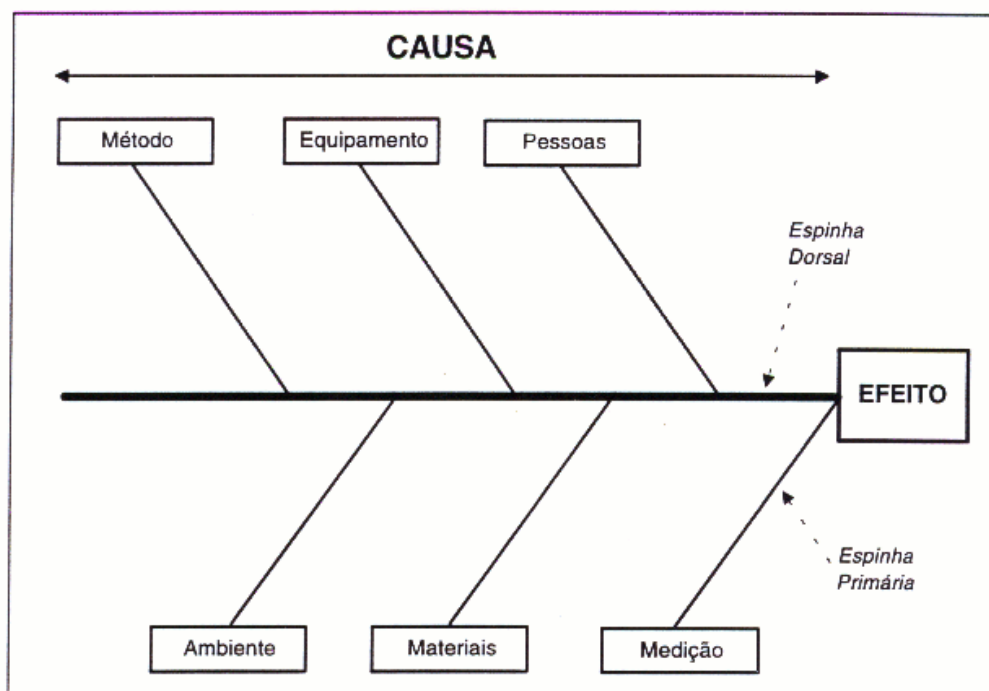 CAUSA
Método
Equipamento
Pessoas
Espinha
Dorsal
EFEITO
Espinha
Primária
Ambiente
Materiais
Medição